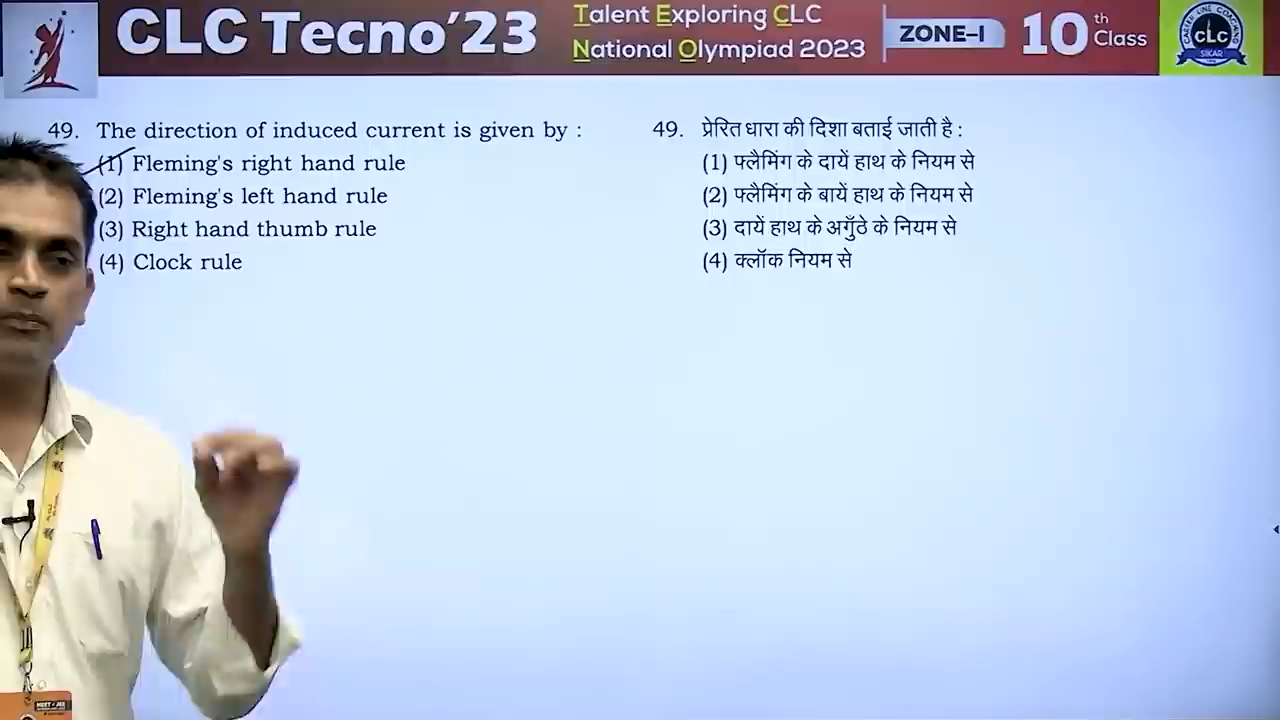 CLC Tecno’23
Talent Exploring CLC
National Olympiad 2023
ZONE–I
10th Class
CLC
SIKAR
49. The direction of induced current is given by :
(1) Fleming's right hand rule
(2) Fleming's left hand rule
(3) Right hand thumb rule
(4) Clock rule
49. प्रेरित धारा की दिशा बताई जाती है :
(1) फ्लैमिंग के दायें हाथ के नियम से
(2) फ्लैमिंग के बायें हाथ के नियम से
(3) दायें हाथ के अगुँठे के नियम से
(4) क्लॉक नियम से